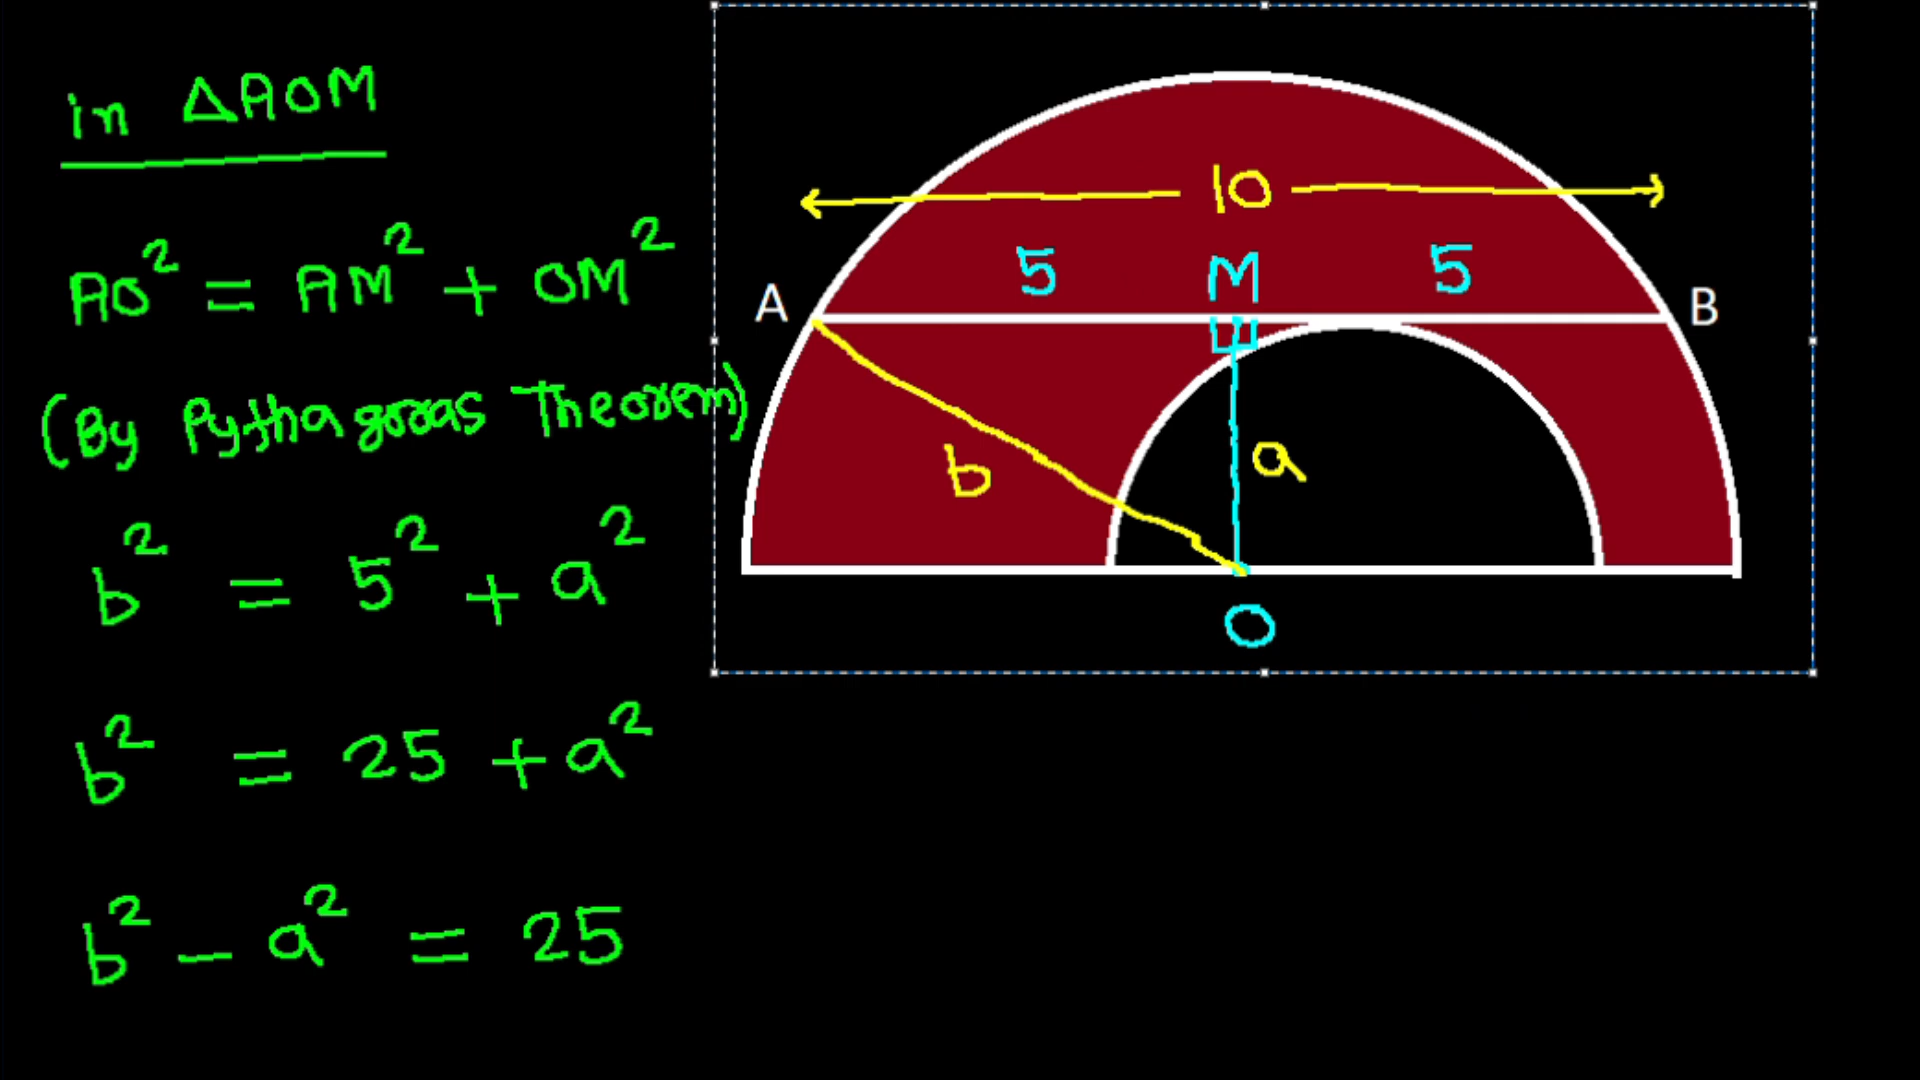 in ΔAOM
AO² = AM² + OM²
(By Pythagoras Theorem)
b² = 5² + a²
b² = 25 + a²
b² - a² = 25
10
5 M 5
A B
b a
O